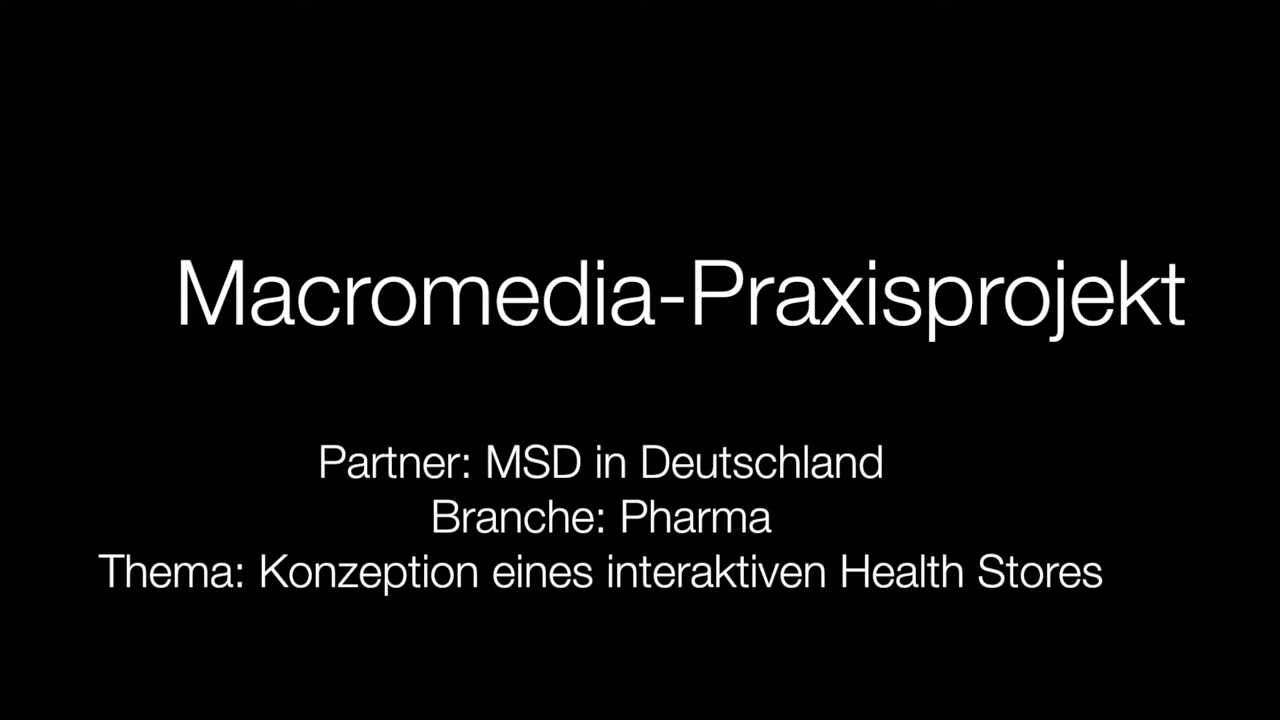 Macromedia-Praxisprojekt
Partner: MSD in Deutschland
Branche: Pharma
Thema: Konzeption eines interaktiven Health Stores